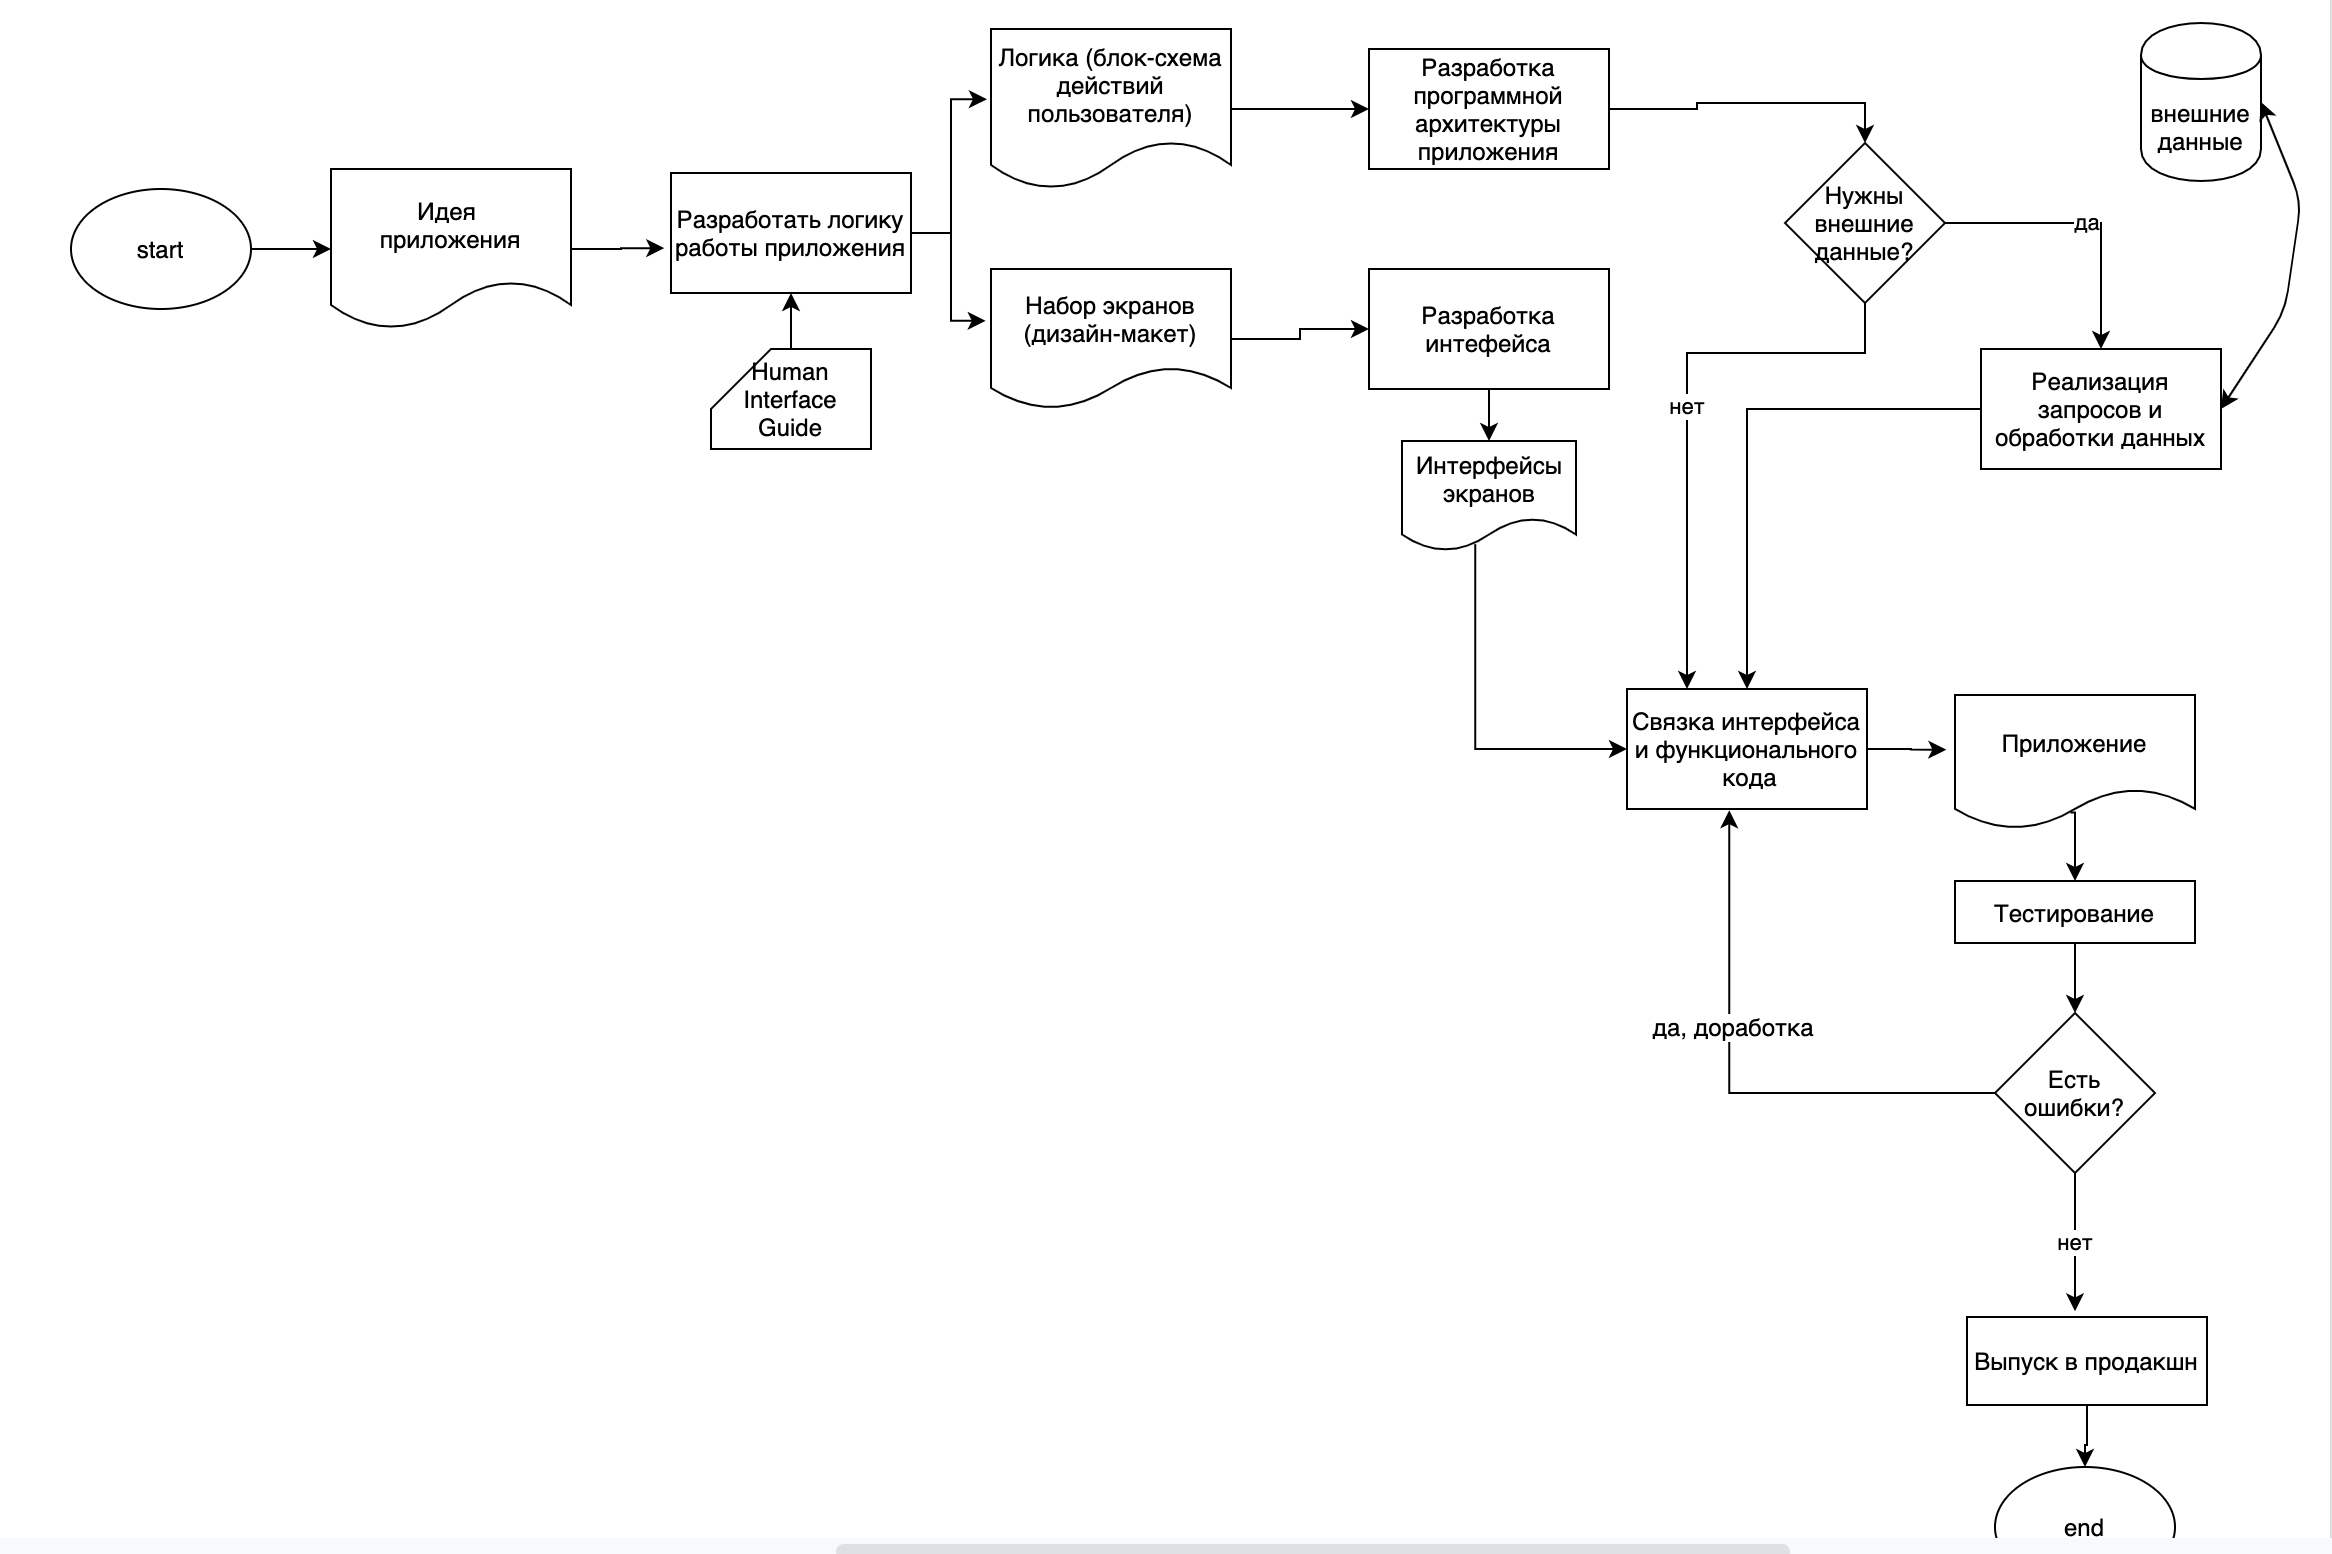 start
Идея
приложения
Разработать логику
работы приложения
Human
Interface
Guide
Логика (блок-схема
действий
пользователя)
Набор экранов
(дизайн-макет)
Разработка
программной
архитектуры
приложения
Разработка
интефейса
Интерфейсы
экранов
Нужны
внешние
данные?
да
нет
внешние
данные
Реализация
запросов и
обработки данных
Связка интерфейса
и функционального
кода
Приложение
Тестирование
Есть
ошибки?
да, доработка
нет
Выпуск в продакшн
end